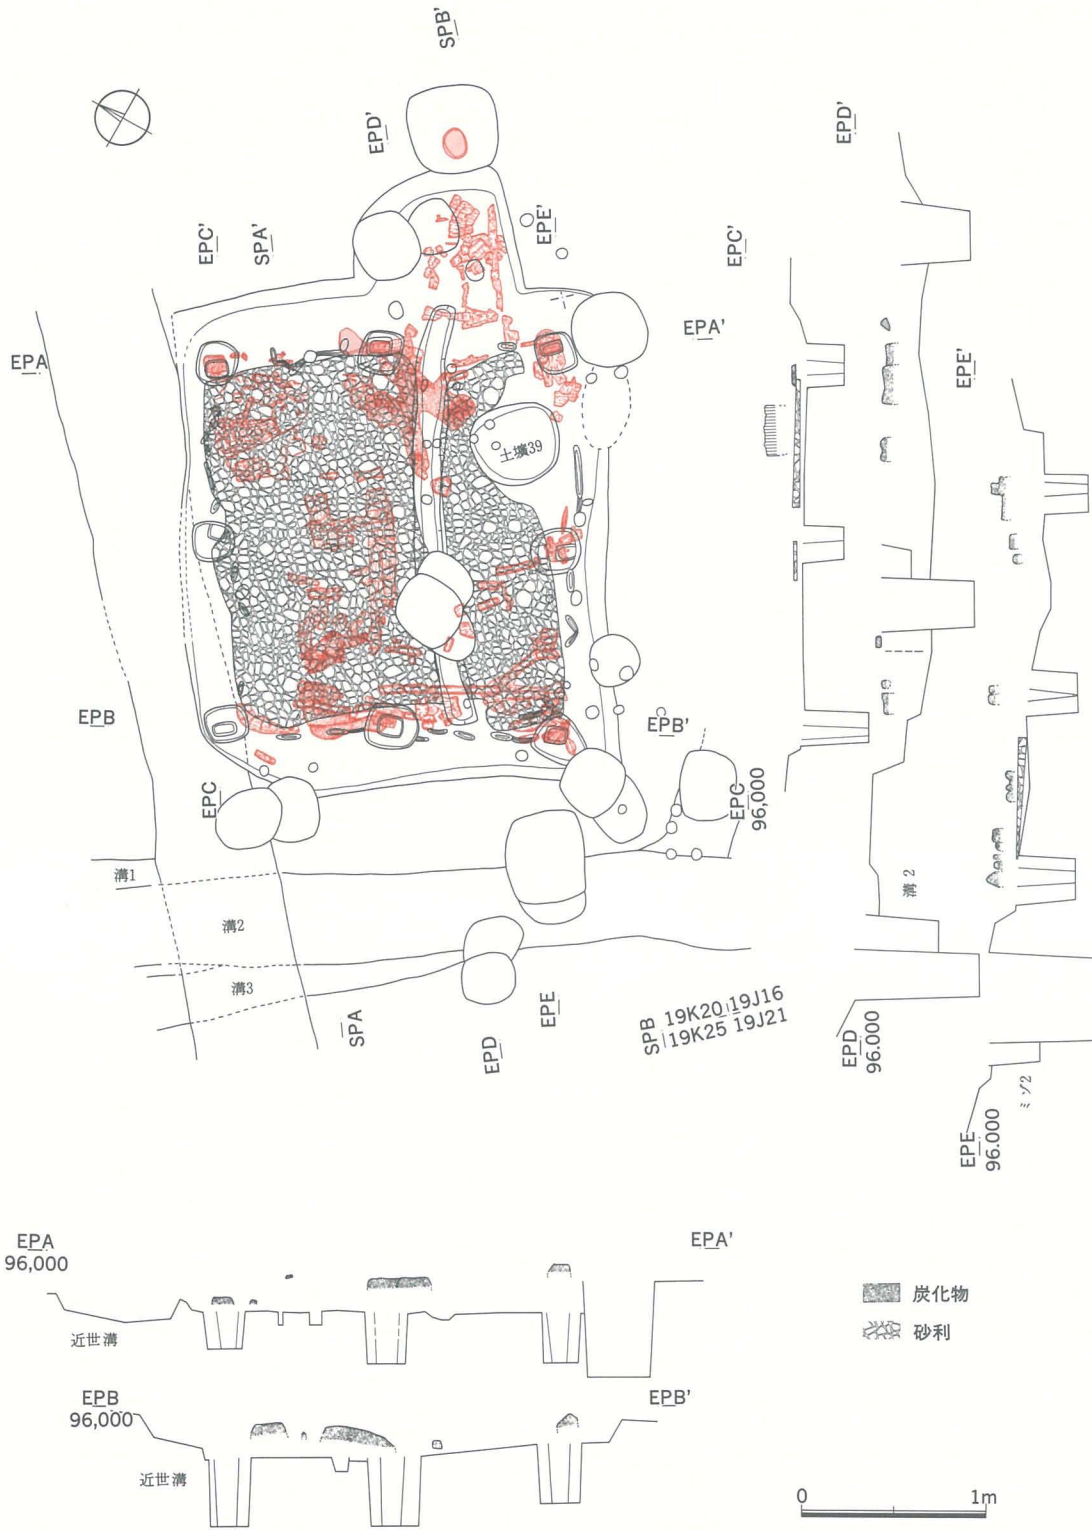 SPB'
EPD'
EPD'
EPC'
SPA'
EPE'
EPC'
EPA
EPA'
EPE'
土壙39
EPB
EPB'
EPC
EPC
96,000
溝1
溝2
溝2
溝3
SPA
EPD
EPE
SPB
19K20
19J16
19K25
19J21
EPD
96.000
EPE
96.000
ミゾ2
EPA
96,000
EPA'
近世溝
EPB
96,000
EPB'
近世溝
炭化物
砂利
0
1m